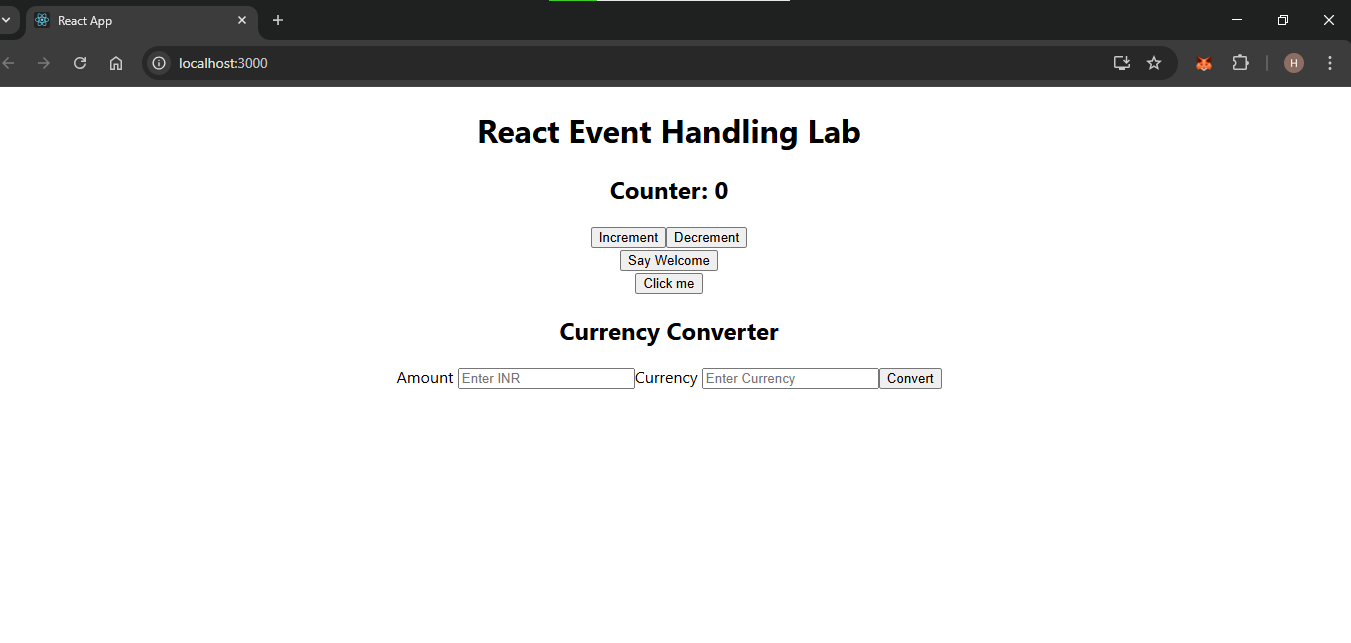 React App
localhost:3000
H
React Event Handling Lab
Counter: 0
Increment Decrement
Say Welcome
Click me
Currency Converter
Amount Enter INR Currency Enter Currency Convert